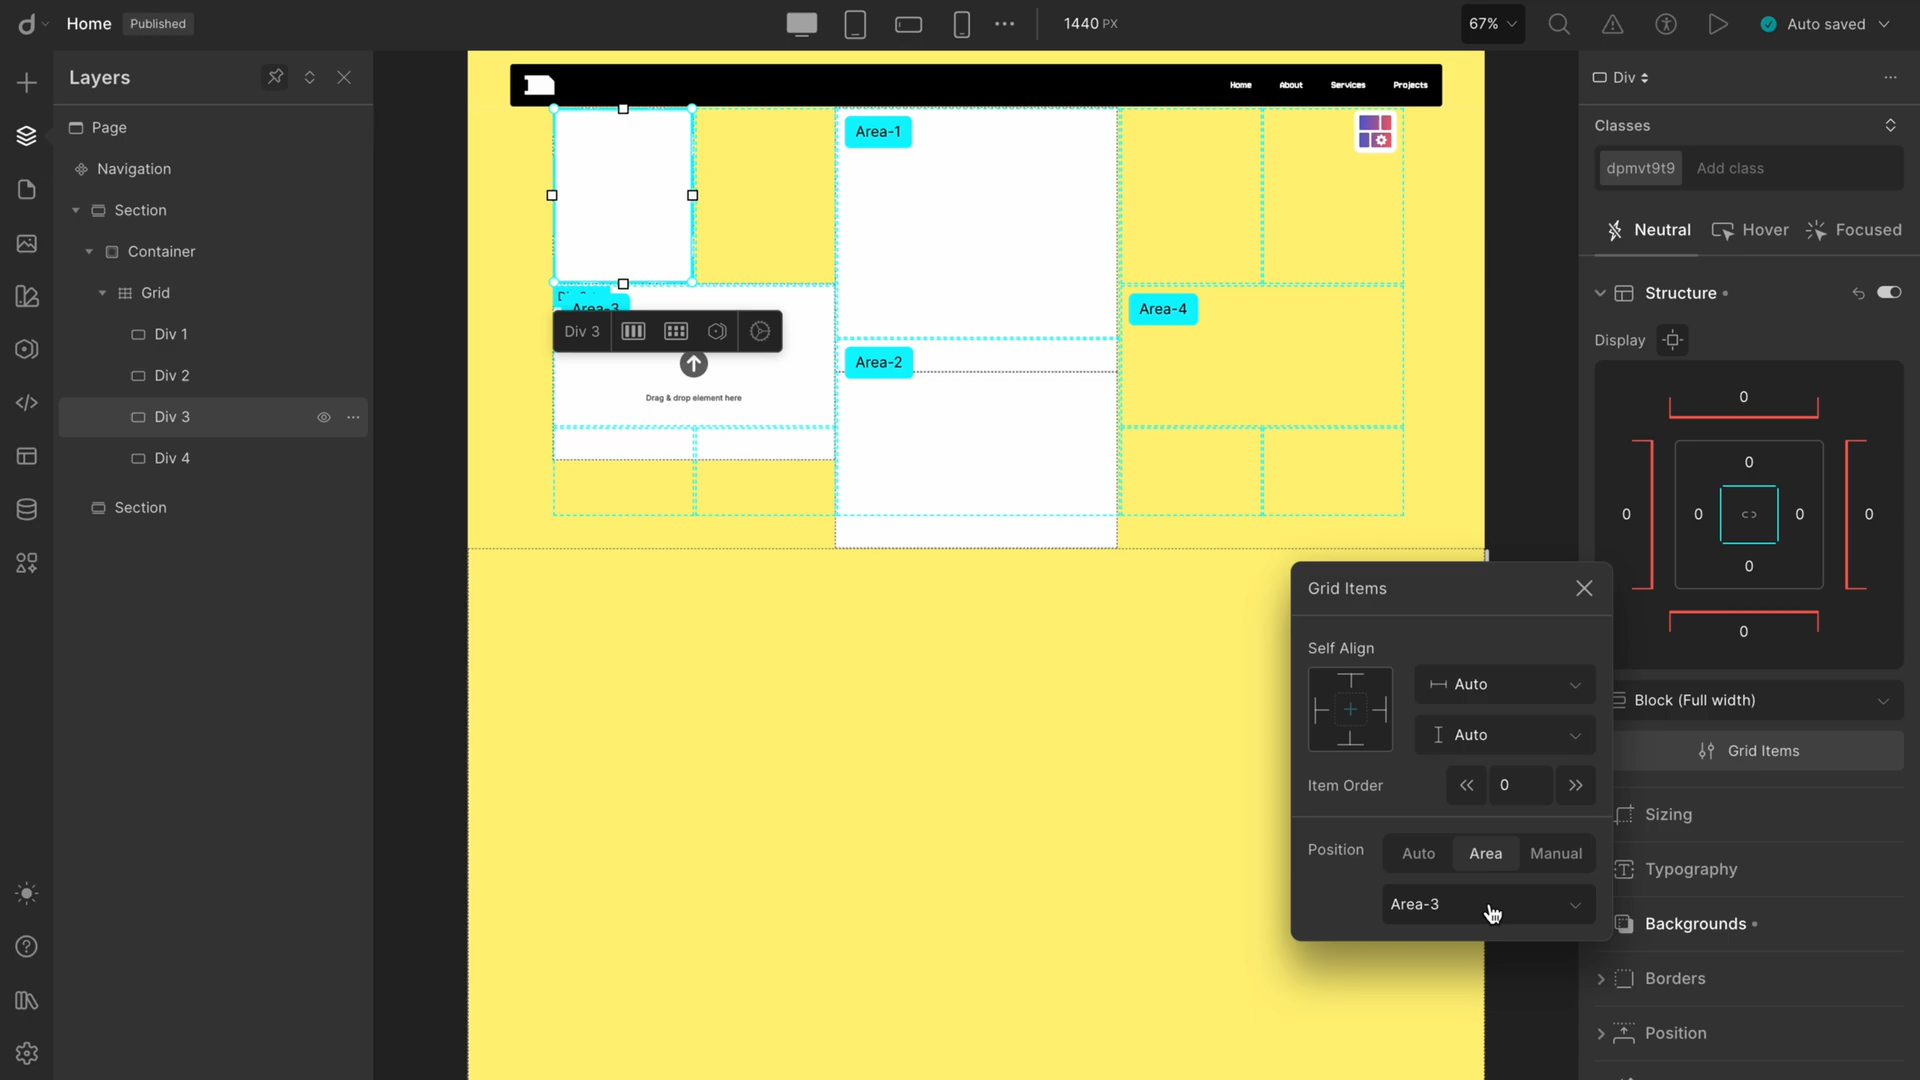 Home
Published
1440 PX
67%
Auto saved
Layers
Page
Navigation
Section
Container
Grid
Div 1
Div 2
Div 3
Div 4
Section
Home
About
Services
Projects
Area-1
Area-3
Div 3
Drag & drop element here
Area-2
Area-4
Grid Items
Self Align
Auto
Auto
Item Order
0
Position
Auto
Area
Manual
Area-3
Div
Classes
dpmvt9t9
Add class
Neutral
Hover
Focused
Structure
Display
0
0
0
0
0
0
0
0
Block (Full width)
Grid Items
Sizing
Typography
Backgrounds
Borders
Position